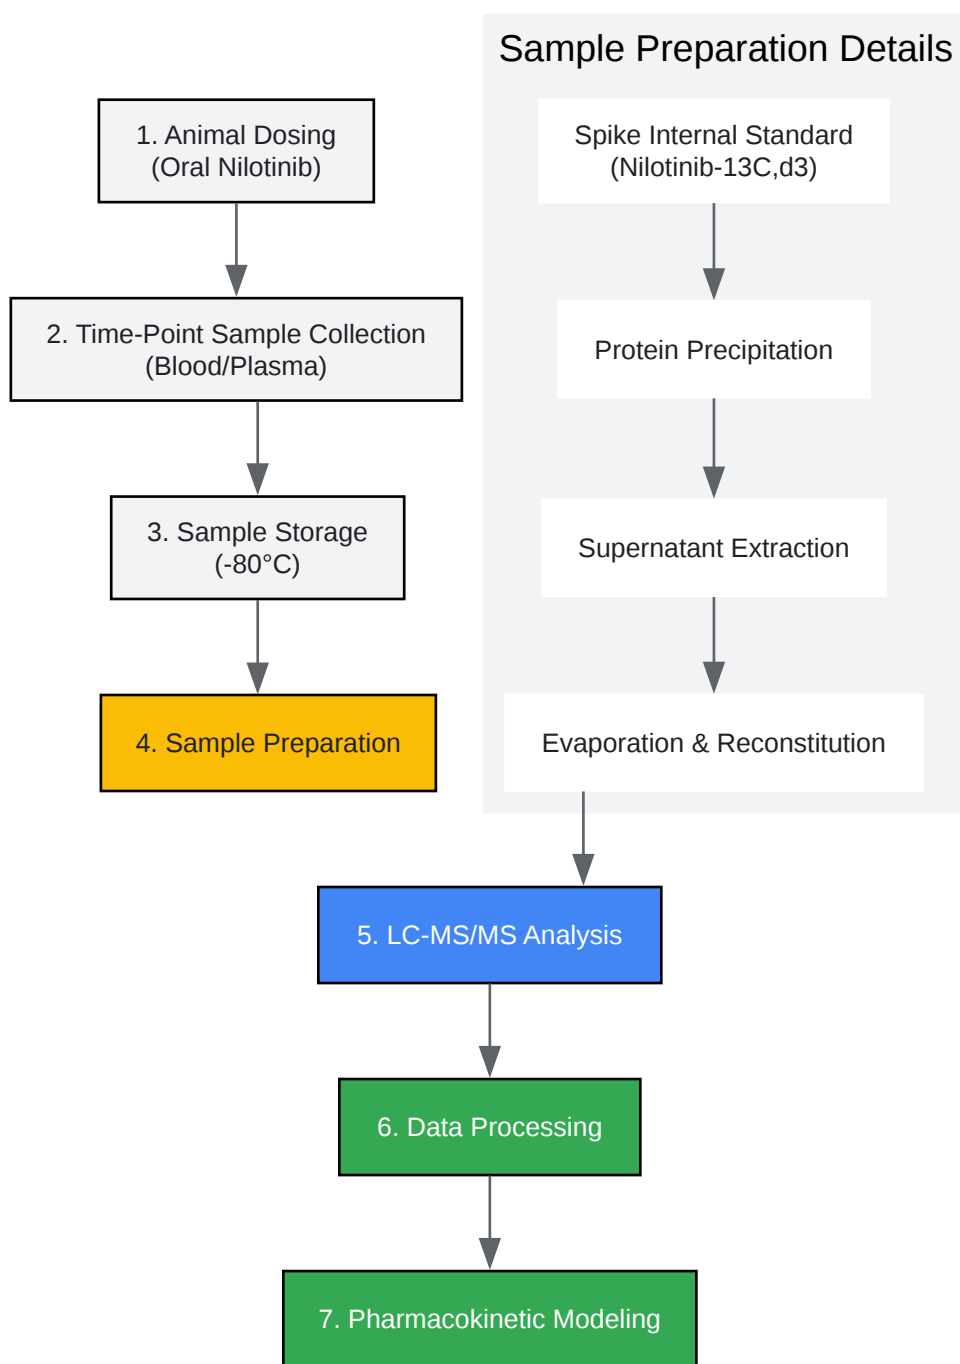 Sample Preparation Details
1. Animal Dosing
(Oral Nilotinib)
2. Time-Point Sample Collection
(Blood/Plasma)
3. Sample Storage
(-80°C)
4. Sample Preparation
Spike Internal Standard
(Nilotinib-13C,d3)
Protein Precipitation
Supernatant Extraction
Evaporation & Reconstitution
5. LC-MS/MS Analysis
6. Data Processing
7. Pharmacokinetic Modeling